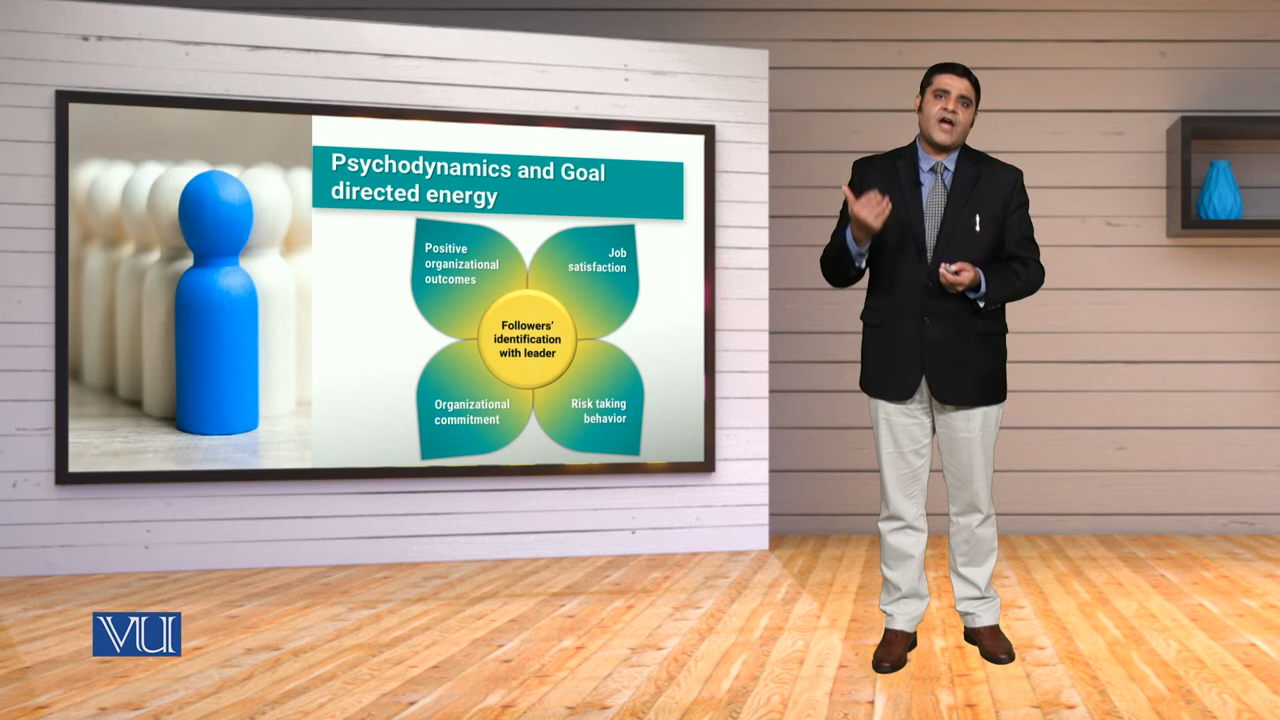 Psychodynamics and Goal
directed energy
Positive
organizational
outcomes
Job
satisfaction
Followers'
identification
with leader
Organizational
commitment
Risk taking
behavior
VU